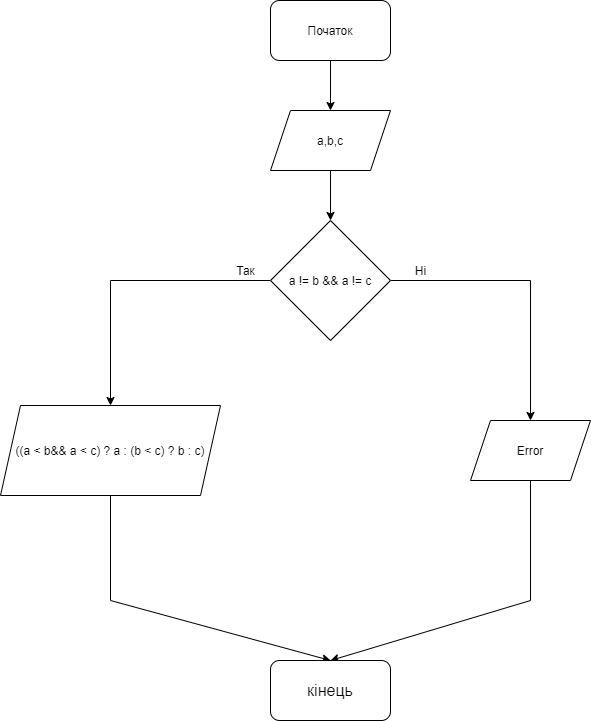 Початок
a,b,c
a != b && a != c
Так
Ні
((a < b&& a < c) ? a : (b < c) ? b : c)
Error
кінець